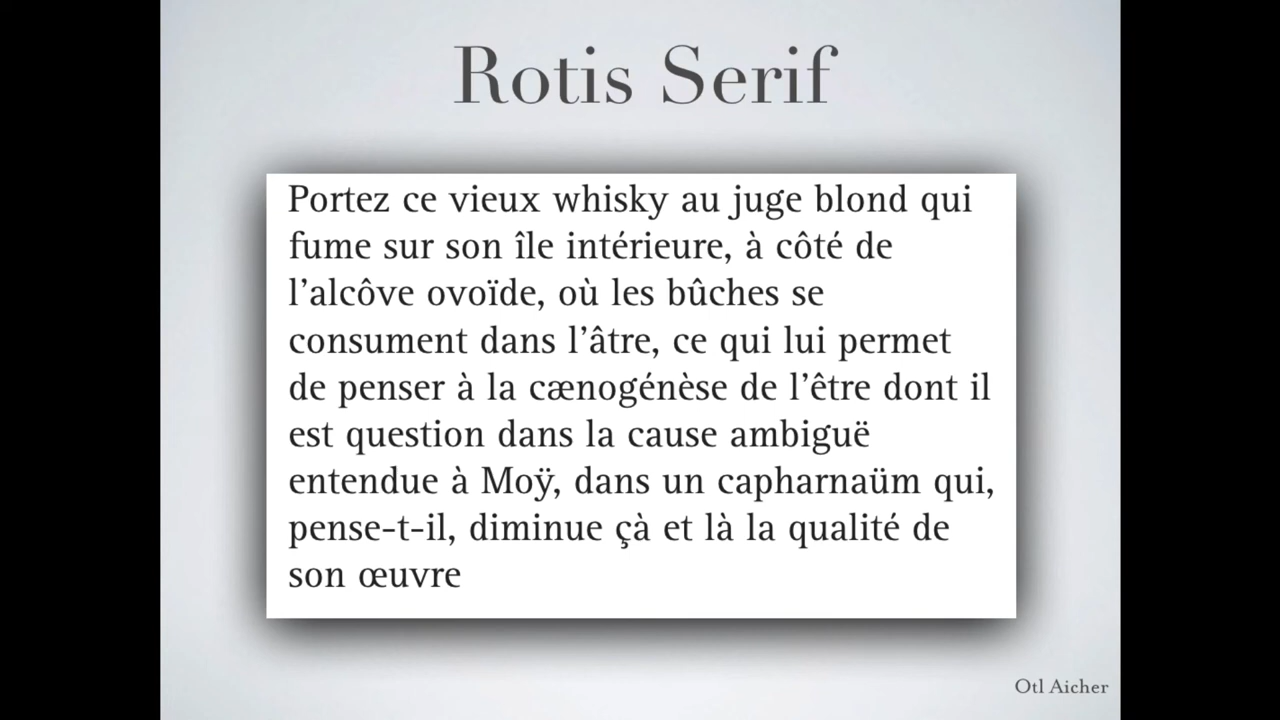 Rotis Serif
Portez ce vieux whisky au juge blond qui
fume sur son île intérieure, à côté de
l’alcôve ovoïde, où les bûches se
consument dans l’âtre, ce qui lui permet
de penser à la cænogénèse de l’être dont il
est question dans la cause ambiguë
entendue à Moÿ, dans un capharnaüm qui,
pense-t-il, diminue çà et là la qualité de
son œuvre
Otl Aicher